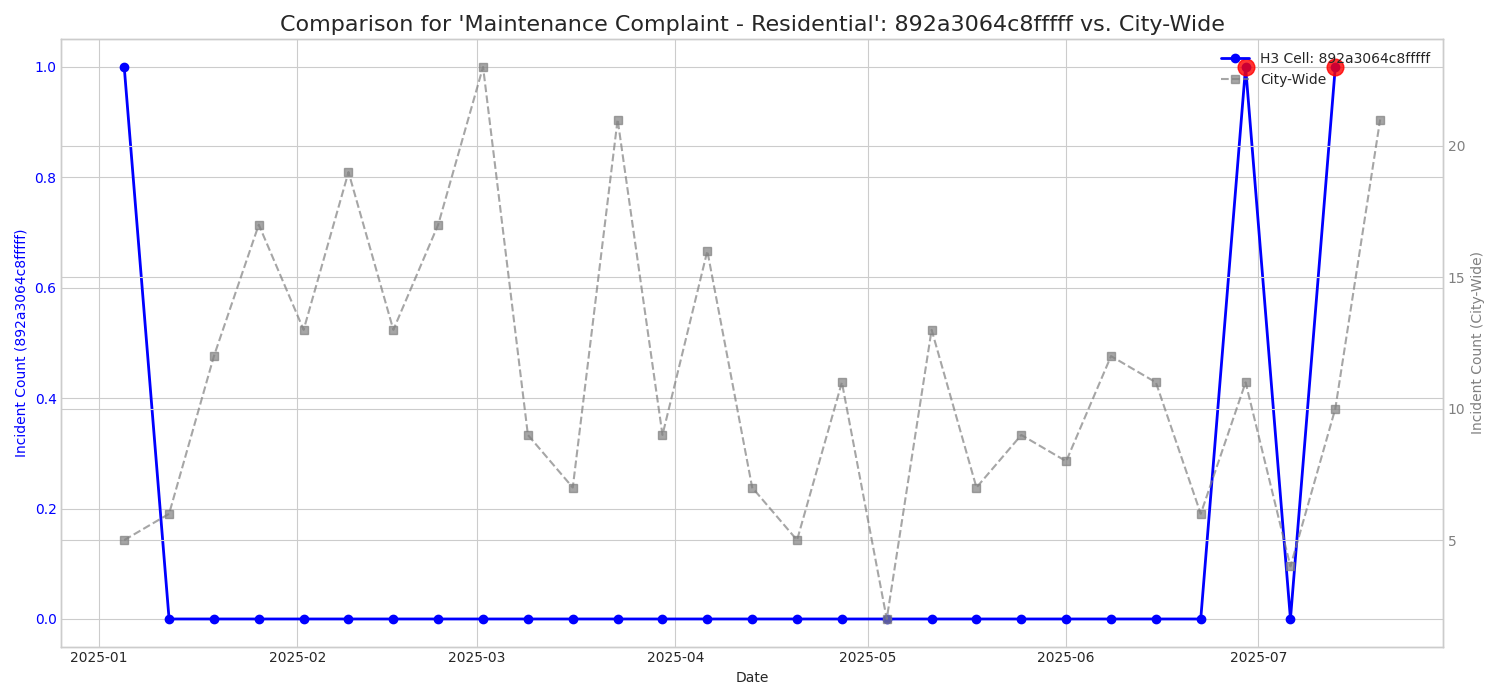 Comparison for 'Maintenance Complaint - Residential': 892a3064c8fffff vs. City-Wide
H3 Cell: 892a3064c8fffff
City-Wide
Incident Count (892a3064c8fffff)
1.0
0.8
0.6
0.4
0.2
0.0
20
15
10
5
Incident Count (City-Wide)
2025-01
2025-02
2025-03
2025-04
2025-05
2025-06
2025-07
Date